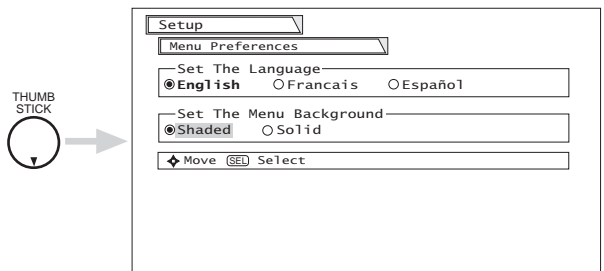 Setup
Menu Preferences
Set The Language
English Francais Español
Set The Menu Background
Shaded Solid
Move SEL Select
THUMB
STICK